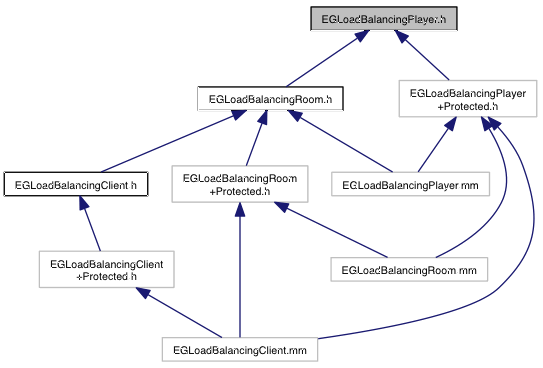 EGLoadBalancingPlayer.h
EGLoadBalancingRoom.h
EGLoadBalancingPlayer
+Protected.h
EGLoadBalancingClient.h
EGLoadBalancingRoom
+Protected.h
EGLoadBalancingPlayer.mm
EGLoadBalancingClient
+Protected.h
EGLoadBalancingRoom.mm
EGLoadBalancingClient.mm